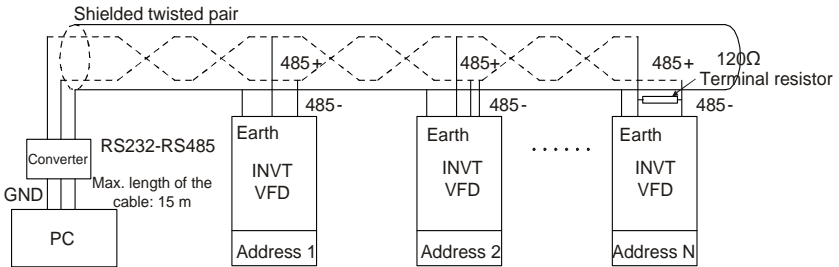 Shielded twisted pair
485+
485+
485+
120Ω
Terminal resistor
485-
485-
485-
Earth
Earth
Earth
RS232-RS485
Converter
INVT
VFD
INVT
VFD
......
INVT
VFD
Max. length of the
cable: 15 m
GND
PC
Address 1
Address 2
Address N